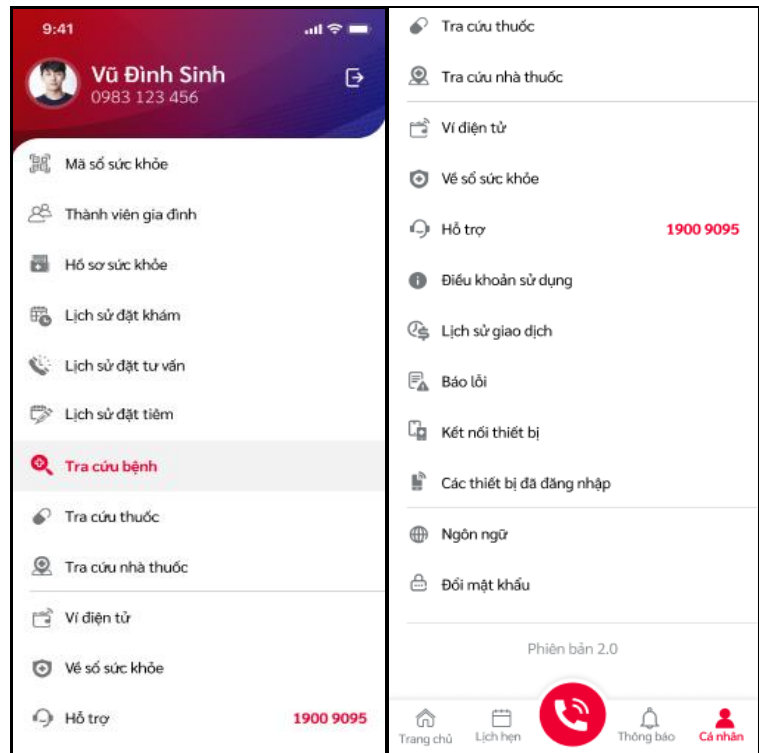 9:41
Vũ Đình Sinh
0983 123 456
Mã số sức khỏe
Thành viên gia đình
Hồ sơ sức khỏe
Lịch sử đặt khám
Lịch sử đặt tư vấn
Lịch sử đặt tiêm
Tra cứu bệnh
Tra cứu thuốc
Tra cứu nhà thuốc
Ví điện tử
Về sổ sức khỏe
Hỗ trợ 1900 9095
Tra cứu thuốc
Tra cứu nhà thuốc
Ví điện tử
Về sổ sức khỏe
Hỗ trợ 1900 9095
Điều khoản sử dụng
Lịch sử giao dịch
Báo lỗi
Kết nối thiết bị
Các thiết bị đã đăng nhập
Ngôn ngữ
Đổi mật khẩu
Phiên bản 2.0
Trang chủ Lịch hẹn Thông báo Cá nhân